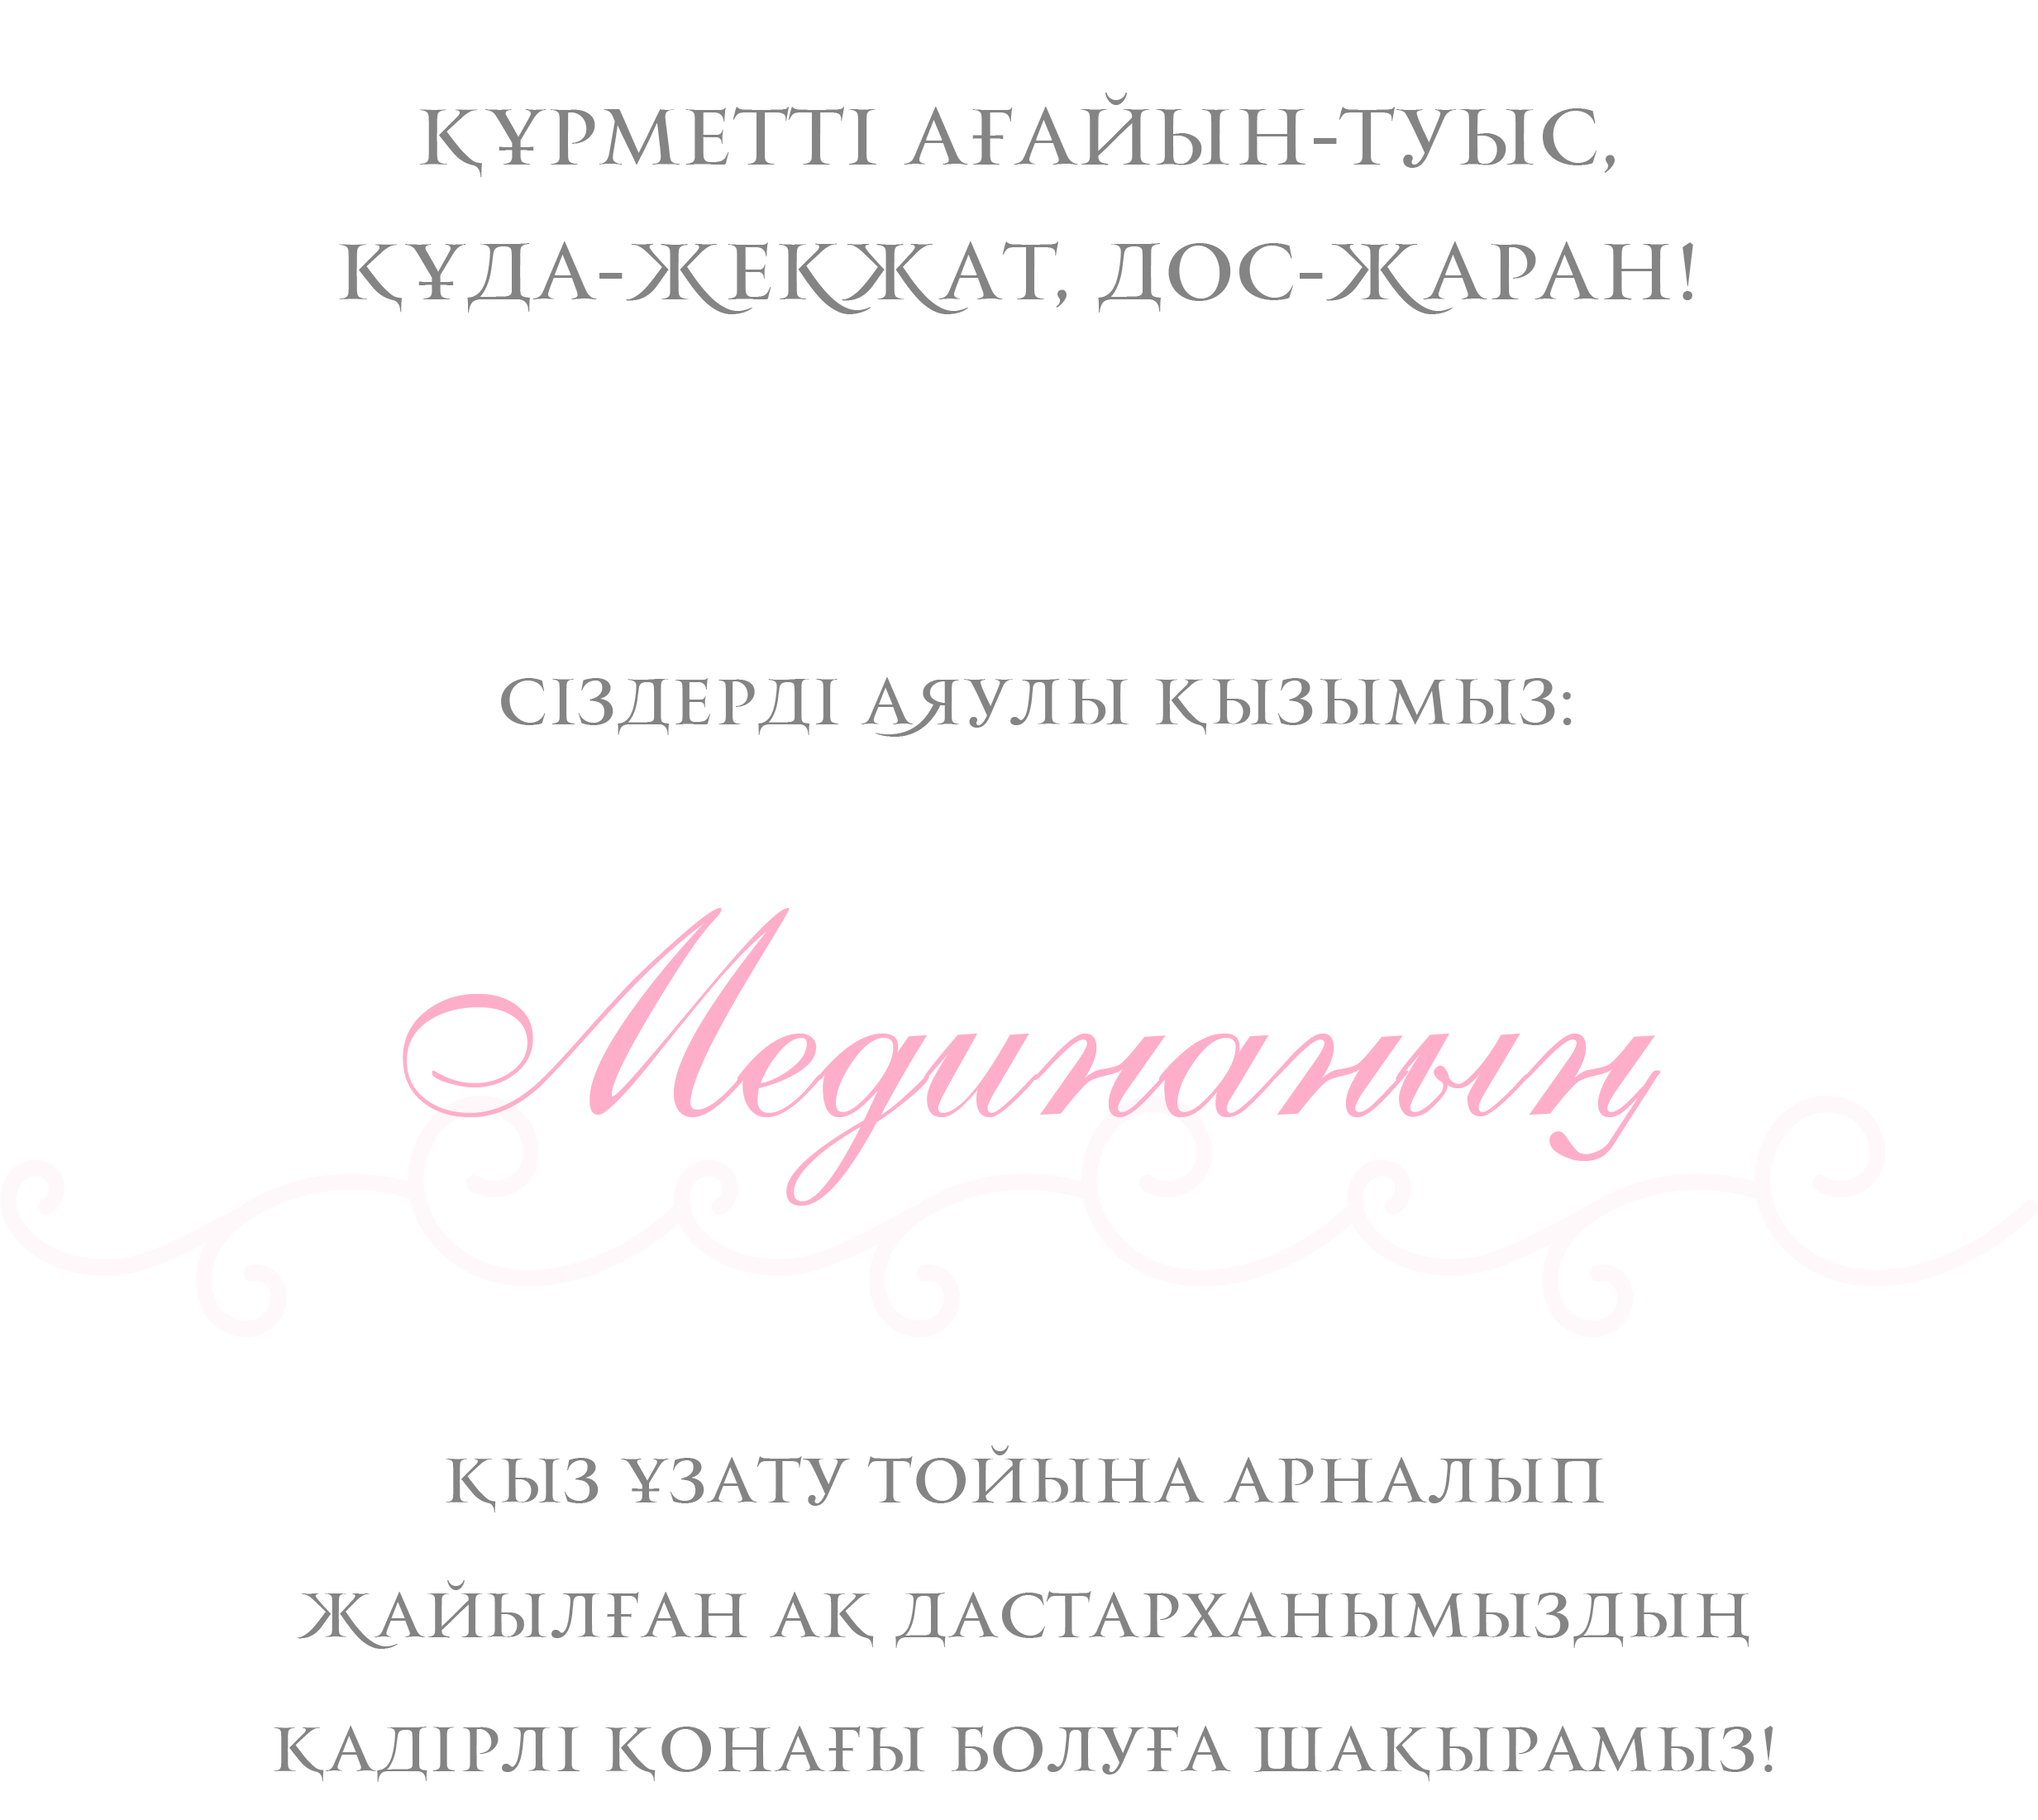 ҚҰРМЕТТІ АҒАЙЫН-ТУЫС,
ҚҰДА-ЖЕКЖАТ, ДОС-ЖАРАН!
СІЗДЕРДІ АЯУЛЫ ҚЫЗЫМЫЗ:
Мединаның
ҚЫЗ ҰЗАТУ ТОЙЫНА АРНАЛЫП
ЖАЙЫЛҒАН АҚ ДАСТАРХАНЫМЫЗДЫҢ
ҚАДІРЛІ ҚОНАҒЫ БОЛУҒА ШАҚЫРАМЫЗ!